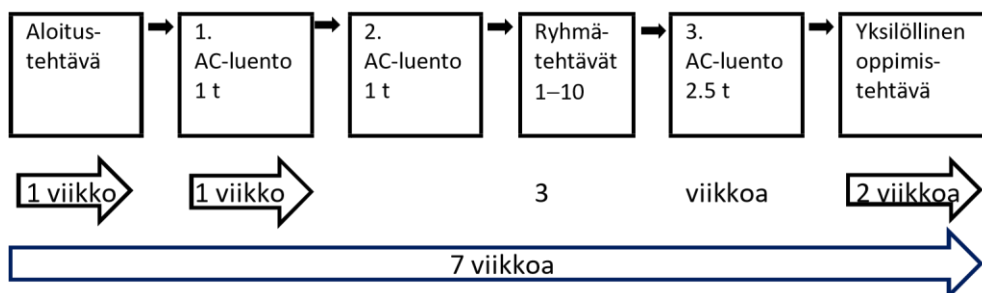 Aloitus-
tehtävä
1.
AC-luento
1 t
2.
AC-luento
1 t
Ryhmä-
tehtävät
1–10
3.
AC-luento
2.5 t
Yksilöllinen
oppimis-
tehtävä
1 viikko
1 viikko
3 viikkoa
2 viikkoa
7 viikkoa